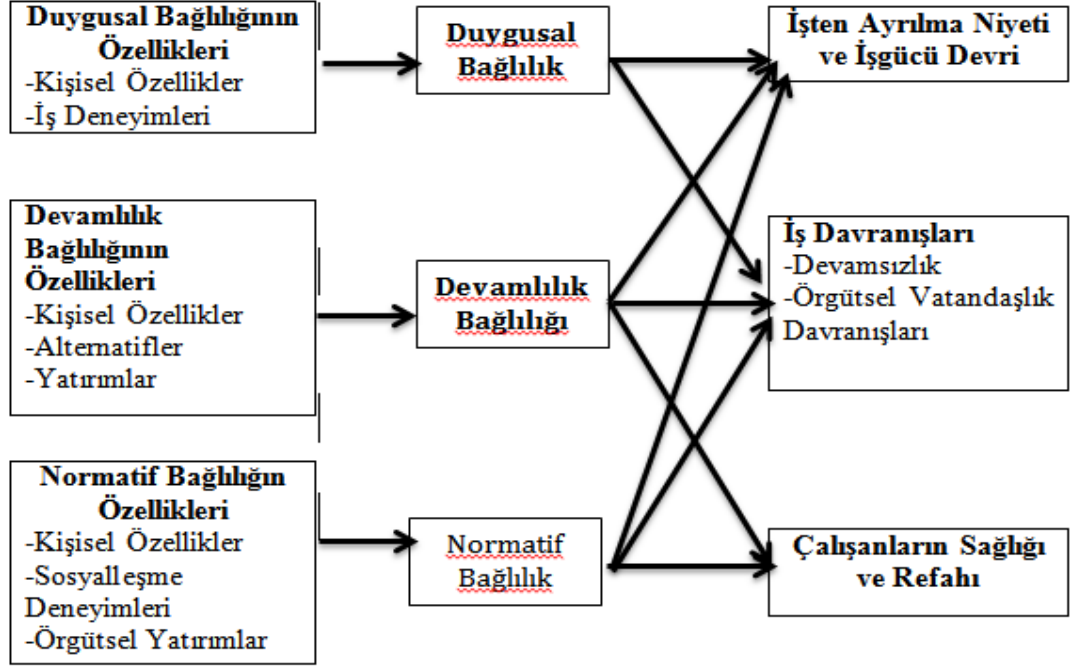 Duygusal Bağlılığının
Özellikleri
-Kişisel Özellikler
-İş Deneyimleri
Duygusal
Bağlılık
İşten Ayrılma Niyeti
ve İşgücü Devri
Devamlılık
Bağlılığının
Özellikleri
-Kişisel Özellikler
-Alternatifler
-Yatırımlar
Devamlılık
Bağlılığı
İş Davranışları
-Devamsızlık
-Örgütsel Vatandaşlık
Davranışları
Normatif Bağlılığın
Özellikleri
-Kişisel Özellikler
-Sosyalleşme
Deneyimleri
-Örgütsel Yatırımlar
Normatif
Bağlılık
Çalışanların Sağlığı
ve Refahı